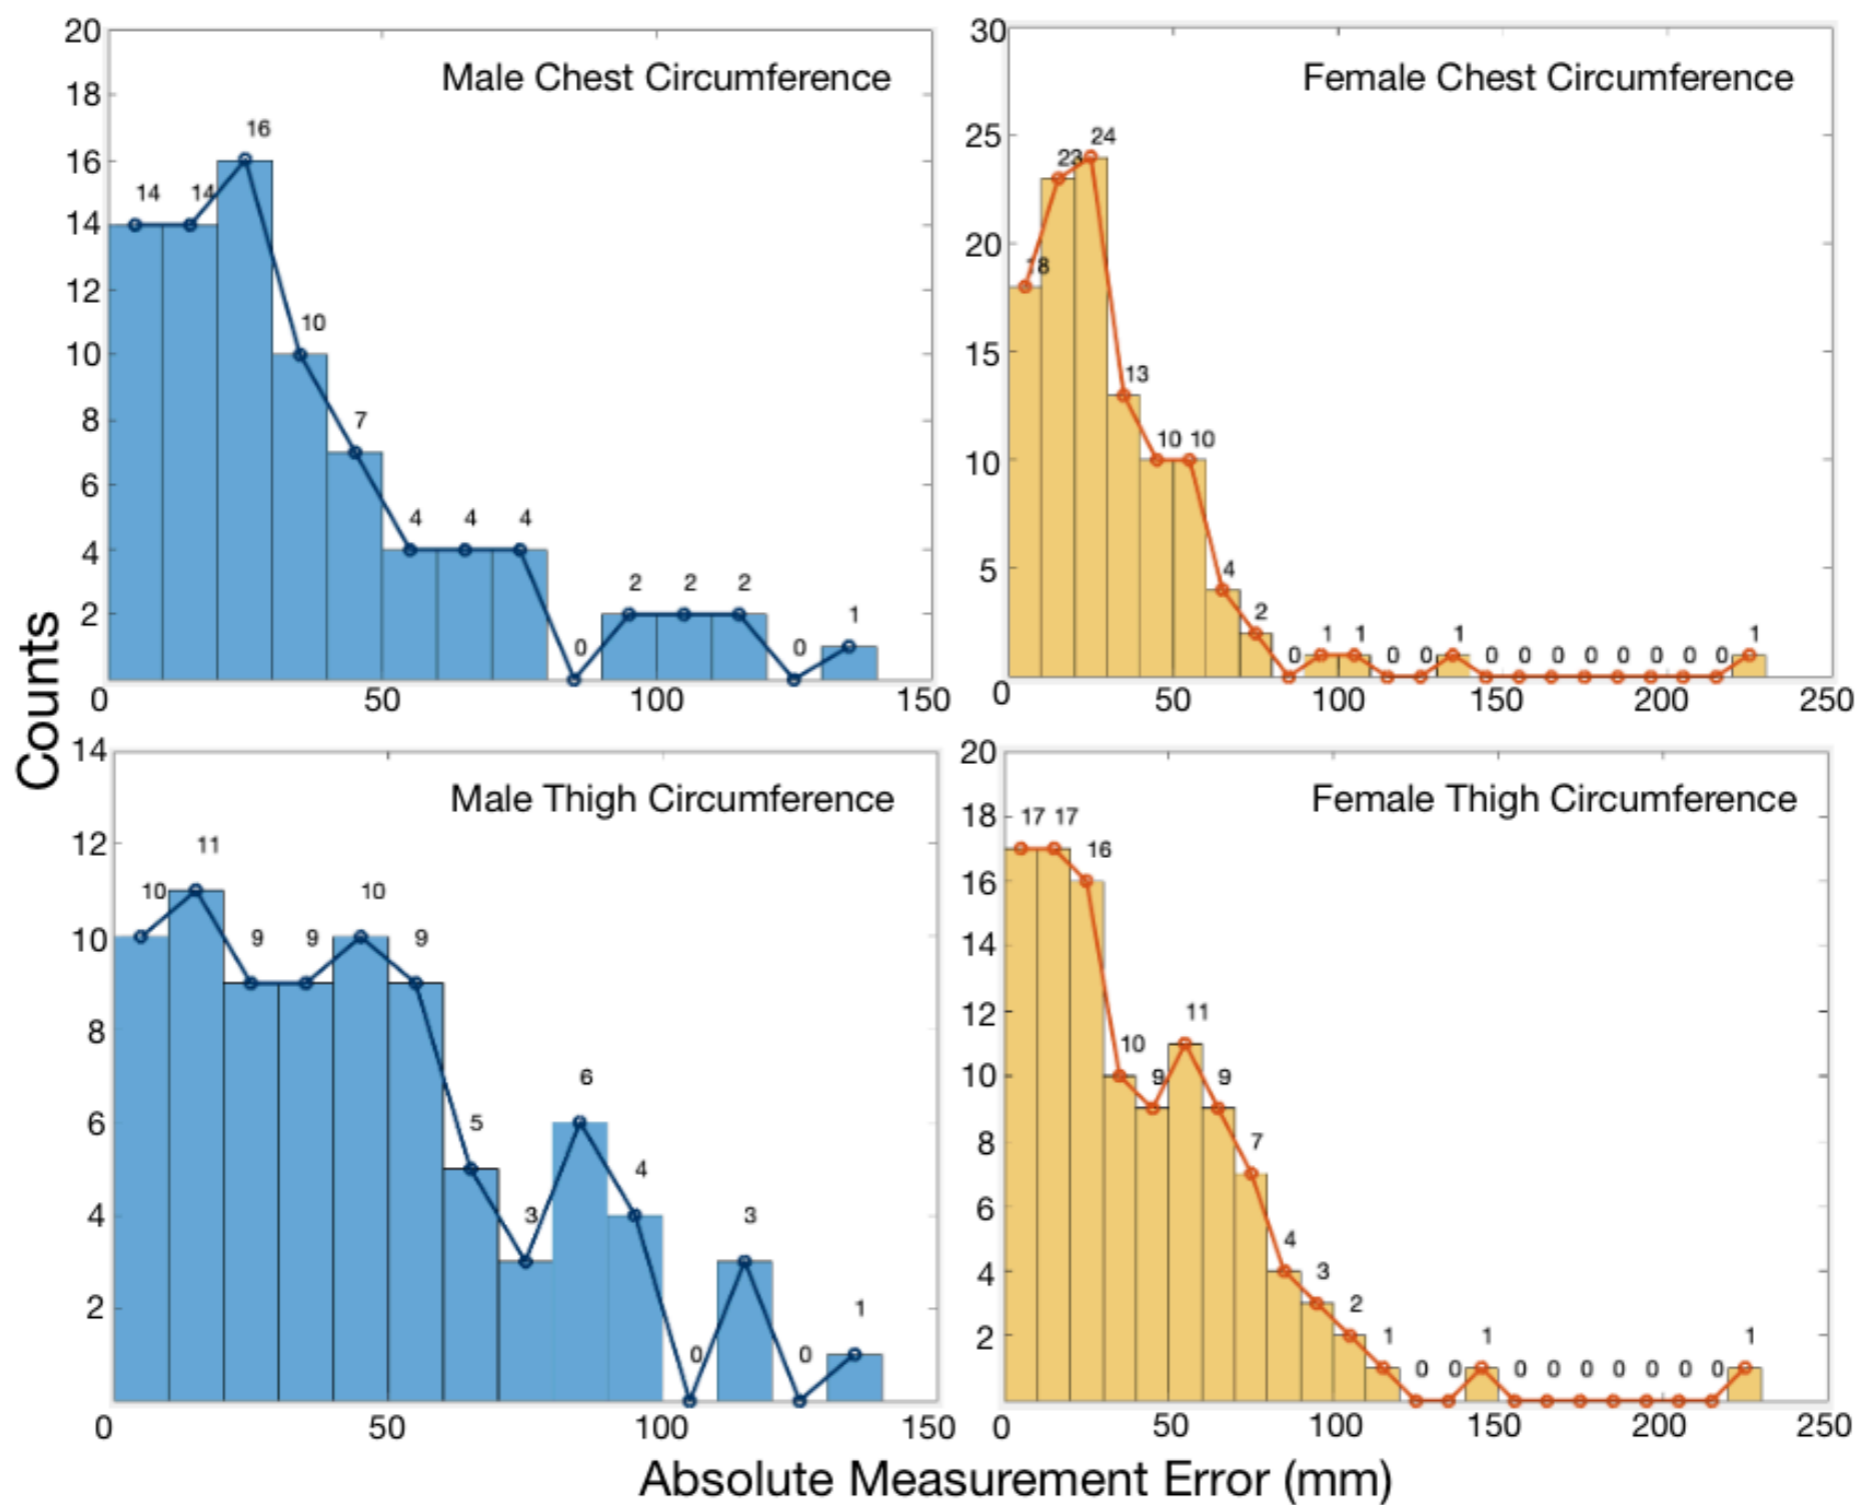 Counts
Male Chest Circumference
20
18
16
14
12
10
8
6
4
2
14 14 16 10 7 4 4 4 0 2 2 2 0 1
0 50 100 150
Female Chest Circumference
30
25
20
15
10
5
18 23 24 13 10 10 4 2 0 1 1 0 0 1 0 0 0 0 0 0 0 0 1
0 50 100 150 200 250
Male Thigh Circumference
14
12
10
8
6
4
2
10 11 9 9 10 9 5 3 6 4 0 3 0 1
0 50 100 150
Female Thigh Circumference
20
18
16
14
12
10
8
6
4
2
17 17 16 10 9 11 9 7 4 3 2 1 0 0 1 0 0 0 0 0 0 0 1
0 50 100 150 200 250
Absolute Measurement Error (mm)